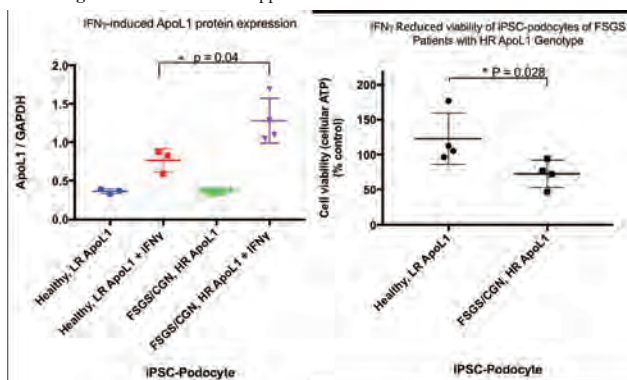 IFNγ-induced ApoL1 protein expression
* p = 0.04
ApoL1 / GAPDH
2.0
1.5
1.0
0.5
0.0
Healthy, LR ApoL1
Healthy, LR ApoL1 + IFNγ
FSGS/CGN, HR ApoL1
FSGS/CGN, HR ApoL1 + IFNγ
iPSC-Podocyte
IFNγ Reduced viability of iPSC-podocytes of FSGS
Patients with HR ApoL1 Genotype
* P = 0.028
Cell viability (cellular ATP)
(% control)
200
150
100
50
0
Healthy, LR ApoL1
FSGS/CGN, HR ApoL1
iPSC-Podocyte